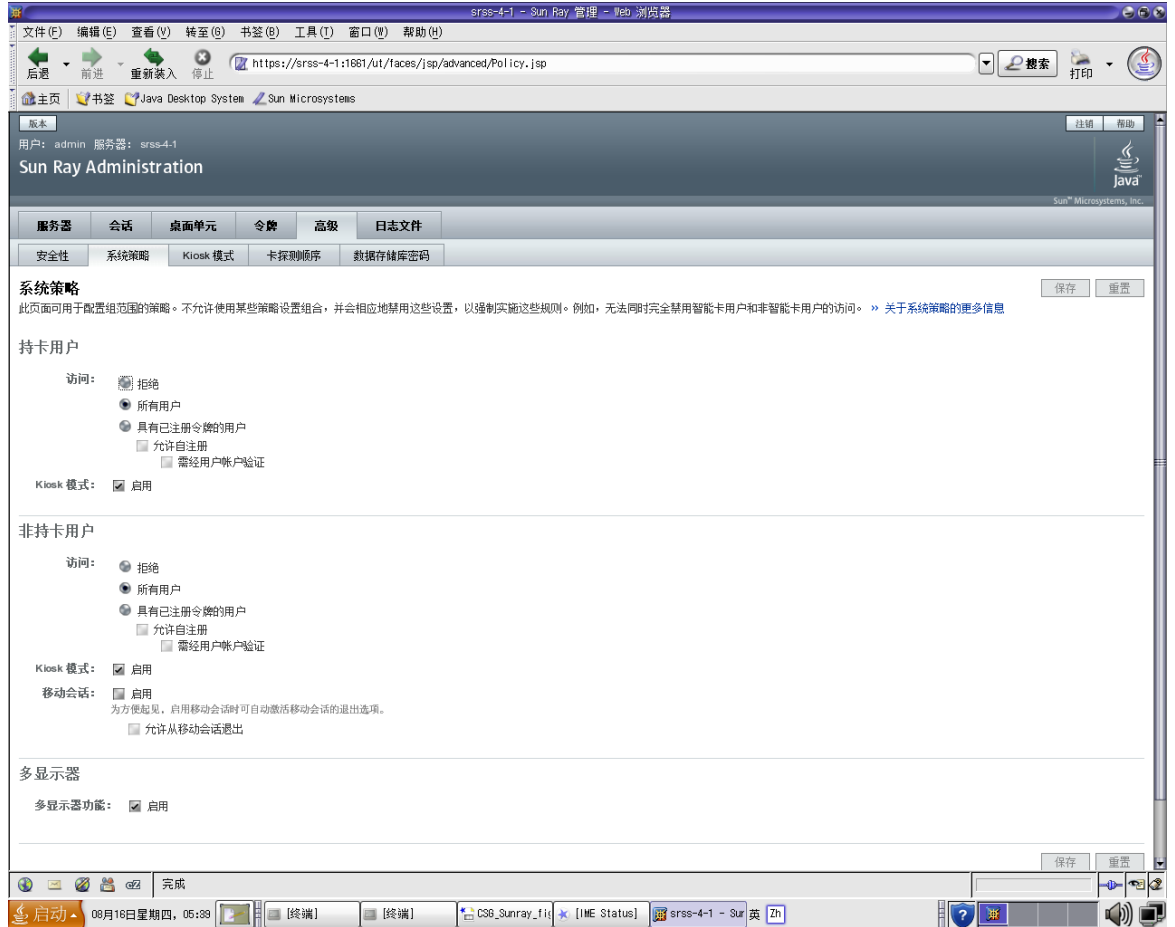 srss-4-1 - Sun Ray 管理 - Web 浏览器
文件(F) 编辑(E) 查看(V) 转至(G) 书签(B) 工具(T) 窗口(W) 帮助(H)
后退 前进 重新装入 停止 https://srss-4-1:1661/ut/faces/jsp/advanced/Policy.jsp 搜索 打印
主页 书签 Java Desktop System Sun Microsystems
版本 注销 帮助
用户: admin 服务器: srss-4-1
Sun Ray Administration
Java™
Sun™ Microsystems, Inc.
服务器 会话 桌面单元 令牌 高级 日志文件
安全性 系统策略 Kiosk 模式 卡探测顺序 数据存储库密码
系统策略 保存 重置
此页面可用于配置组范围的策略。不允许使用某些策略设置组合，并会相应地禁用这些设置，以强制实施这些规则。例如，无法同时完全禁用智能卡用户和非智能卡用户的访问。 » 关于系统策略的更多信息
持卡用户
访问: 拒绝
所有用户
具有已注册令牌的用户
允许自注册
需经用户帐户验证
Kiosk 模式: 启用
非持卡用户
访问: 拒绝
所有用户
具有已注册令牌的用户
允许自注册
需经用户帐户验证
Kiosk 模式: 启用
移动会话: 启用
为方便起见，启用移动会话时可自动激活移动会话的退出选项。
允许从移动会话退出
多显示器
多显示器功能: 启用
保存 重置
完成
启动 08月16日星期四, 05:39 [终端] [终端] CS0_Sunray_fi [IME Status] srss-4-1 - Sur 英 Zh